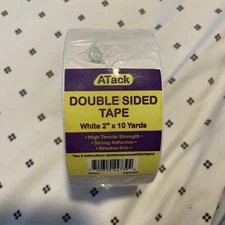 ATack
DOUBLE SIDED
TAPE
White 2" x 10 Yards
• High Tensile Strength •
• Strong Adhesion •
• Residue-free •